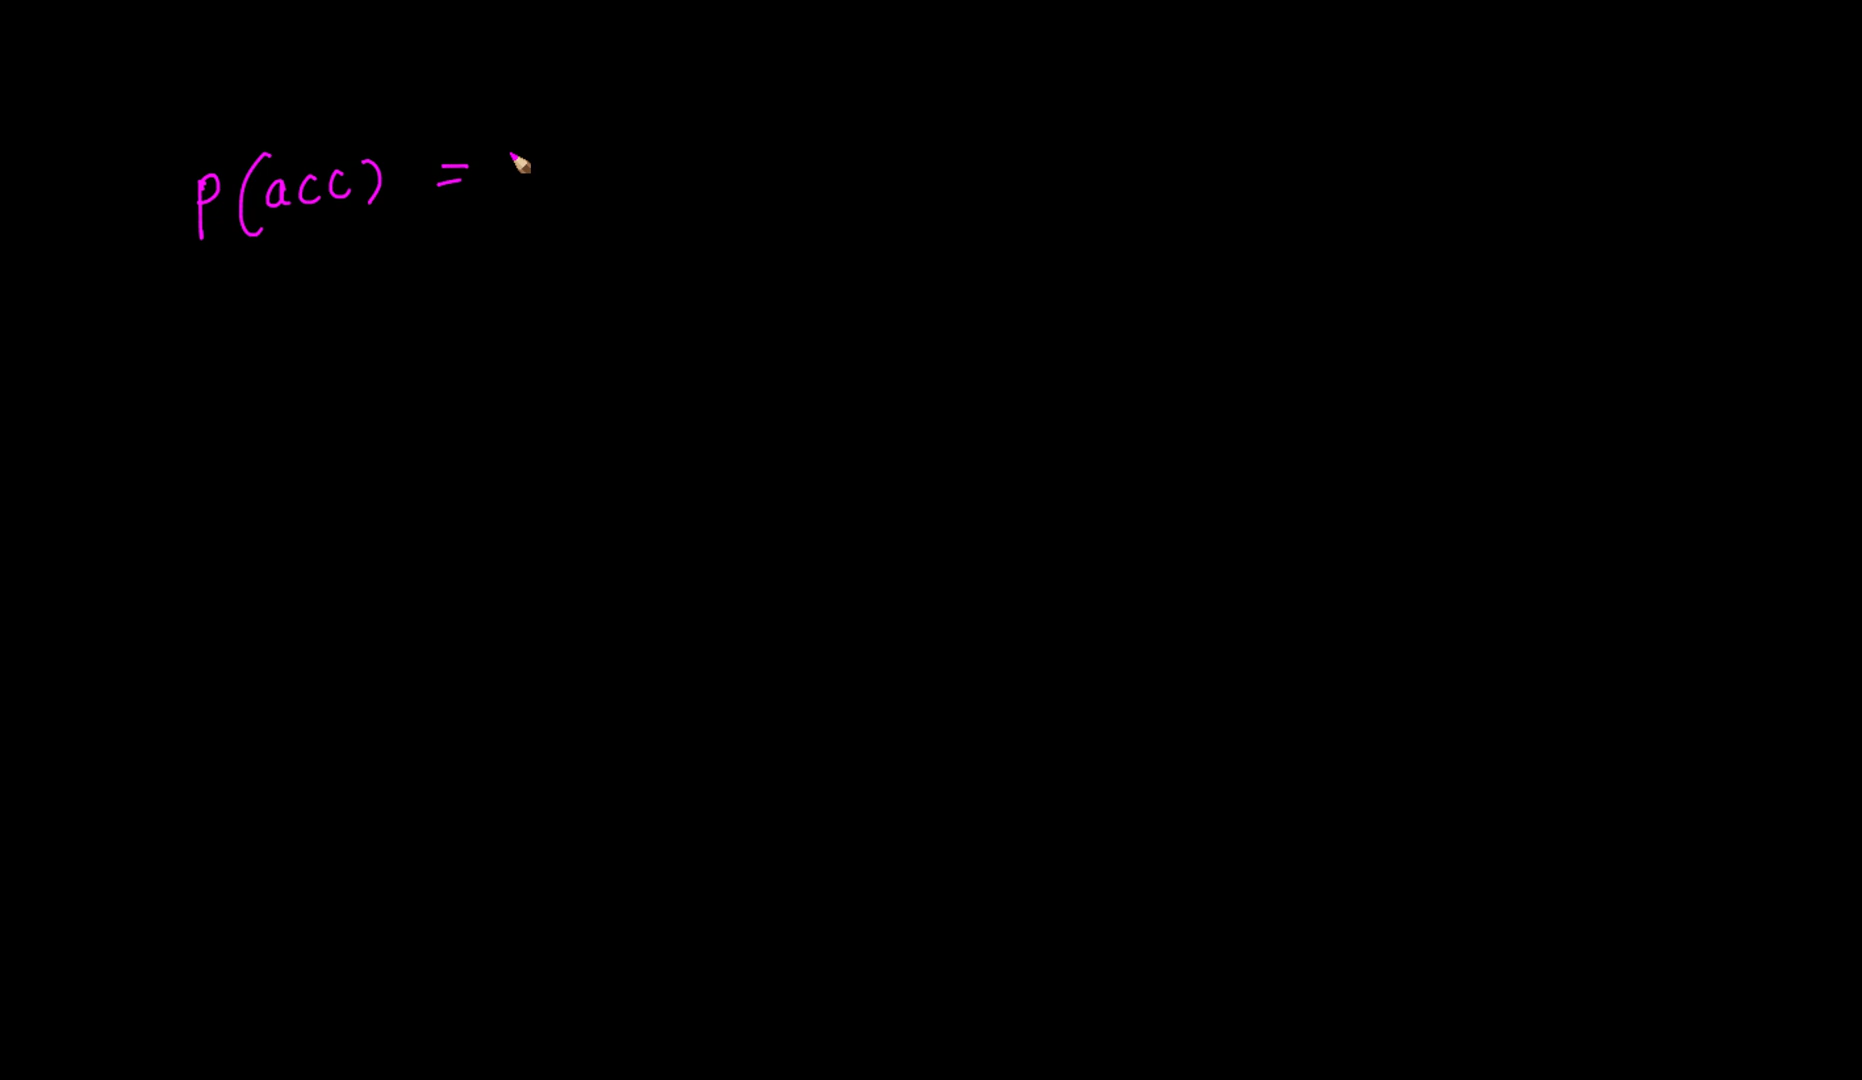 P(acc) =